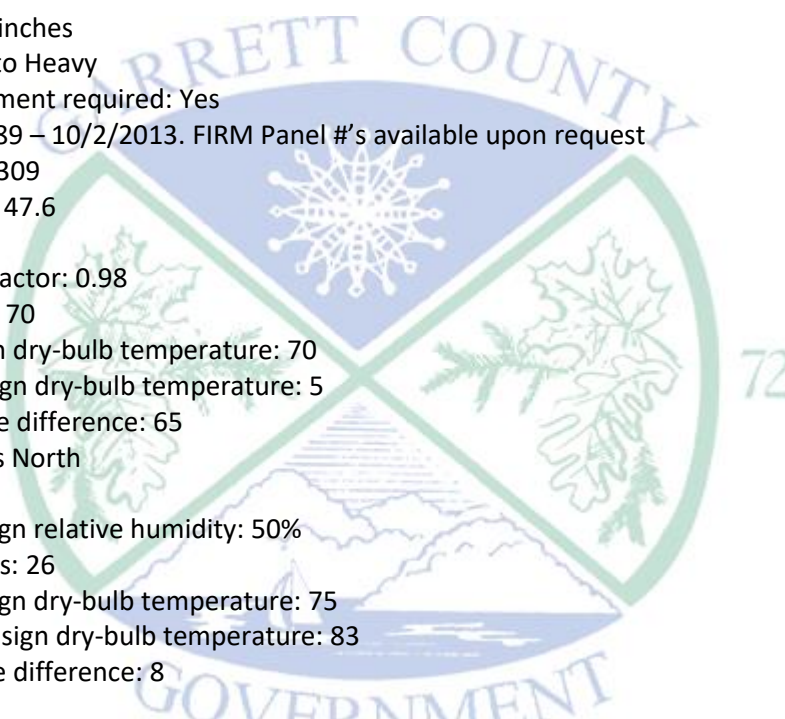 GARRETT COUNTY
inches
to Heavy
ment required: Yes
89 – 10/2/2013. FIRM Panel #'s available upon request
309
47.6
actor: 0.98
70
n dry-bulb temperature: 70
gn dry-bulb temperature: 5
e difference: 65
s North
gn relative humidity: 50%
s: 26
gn dry-bulb temperature: 75
sign dry-bulb temperature: 83
e difference: 8
72
GOVERNMENT